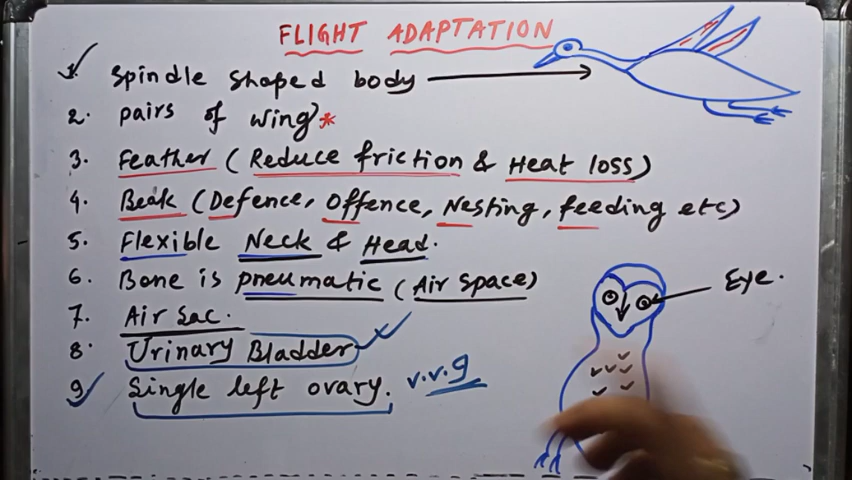 FLIGHT ADAPTATION
1. Spindle shaped body
2. pairs of wing*
3. Feather (Reduce friction & Heat loss)
4. Beak (Defence, Offence, Nesting, feeding etc)
5. Flexible Neck & Head.
6. Bone is pneumatic (Air Space)
Eye.
7. Air Sac.
8. Urinary Bladder
9. Single left ovary. v.v.g